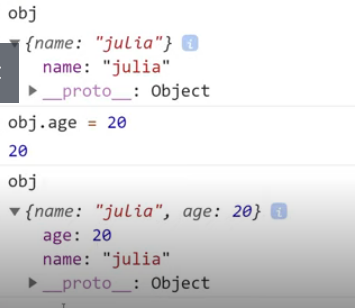 obj
▼{name: "julia"} i
name: "julia"
▶__proto__: Object
obj.age = 20
20
obj
▼{name: "julia", age: 20} i
age: 20
name: "julia"
▶__proto__: Object